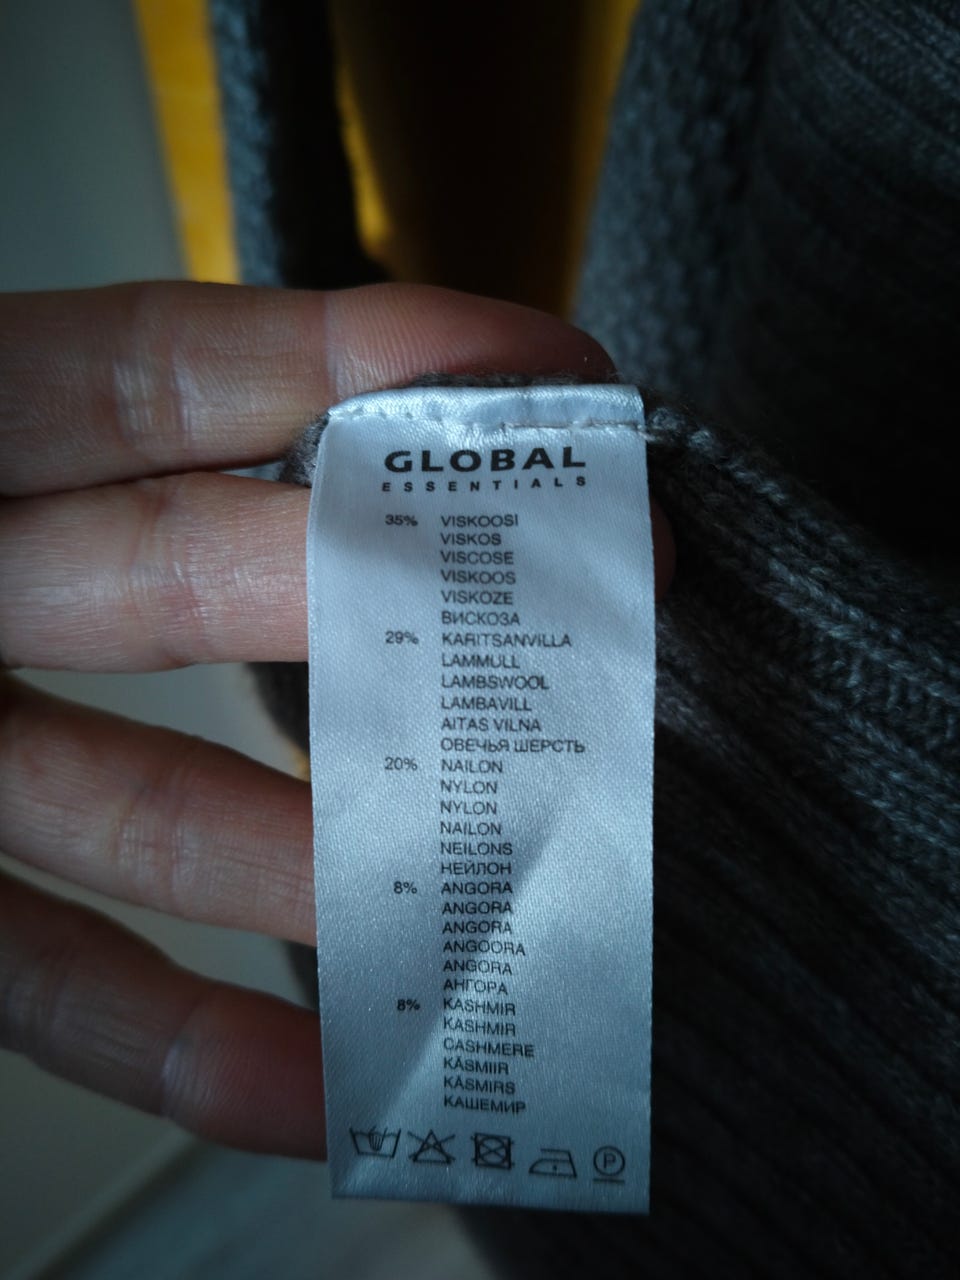 GLOBAL
ESSENTIALS
35% VISKOOSI
VISKOS
VISCOSE
VISKOOS
VISKOZE
ВИСКОЗА
29% KARITSANVILLA
LAMMULL
LAMBSWOOL
LAMBAVILL
AITAS VILNA
ОВЕЧЬЯ ШЕРСТЬ
20% NAILON
NYLON
NYLON
NAILON
NEILONS
НЕЙЛОН
8% ANGORA
ANGORA
ANGORA
ANGOORA
ANGORA
АНГОРА
8% KASHMIR
KASHMIR
CASHMERE
KAŠMIIR
KAŠMIRS
КАШЕМИР
P